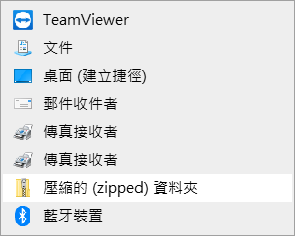 TeamViewer
文件
桌面 (建立捷徑)
郵件收件者
傳真接收者
傳真接收者
壓縮的 (zipped) 資料夾
藍牙裝置